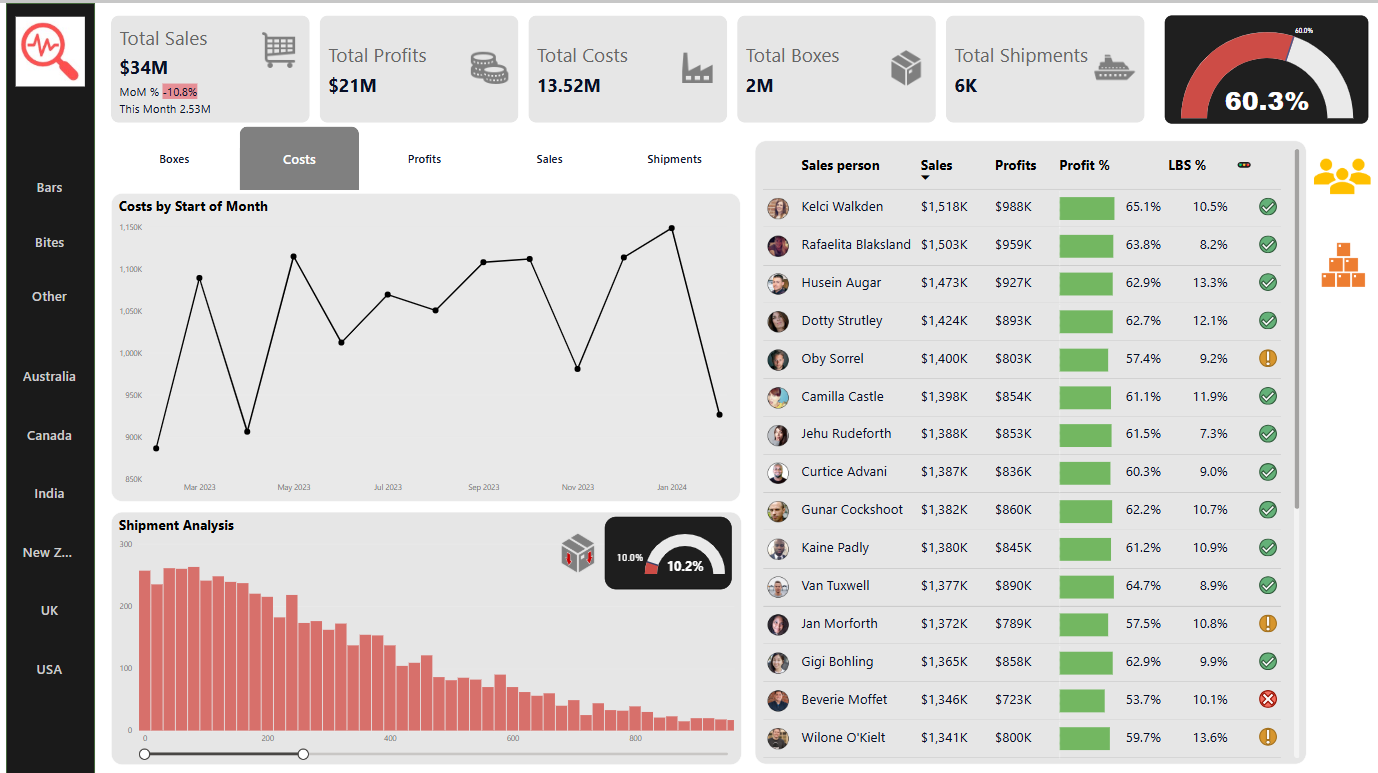 Total Sales
$34M
MoM % -10.8%
This Month 2.53M
Total Profits
$21M
Total Costs
13.52M
Total Boxes
2M
Total Shipments
6K
60.0%
60.3%
Bars
Bites
Other
Australia
Canada
India
New Z...
UK
USA
Boxes
Costs
Profits
Sales
Shipments
Costs by Start of Month
1,150K
1,100K
1,050K
1,000K
950K
900K
850K
Mar 2023 May 2023 Jul 2023 Sep 2023 Nov 2023 Jan 2024
Shipment Analysis
10.0%
10.2%
300
200
100
0
0 200 400 600 800
Sales person Sales Profits Profit % LBS %
Kelci Walkden $1,518K $988K 65.1% 10.5%
Rafaelita Blaksland $1,503K $959K 63.8% 8.2%
Husein Augar $1,473K $927K 62.9% 13.3%
Dotty Strutley $1,424K $893K 62.7% 12.1%
Oby Sorrel $1,400K $803K 57.4% 9.2%
Camilla Castle $1,398K $854K 61.1% 11.9%
Jehu Rudeforth $1,388K $853K 61.5% 7.3%
Curtice Advani $1,387K $836K 60.3% 9.0%
Gunar Cockshoot $1,382K $860K 62.2% 10.7%
Kaine Padly $1,380K $845K 61.2% 10.9%
Van Tuxwell $1,377K $890K 64.7% 8.9%
Jan Morforth $1,372K $789K 57.5% 10.8%
Gigi Bohling $1,365K $858K 62.9% 9.9%
Beverie Moffet $1,346K $723K 53.7% 10.1%
Wilone O'Kielt $1,341K $800K 59.7% 13.6%